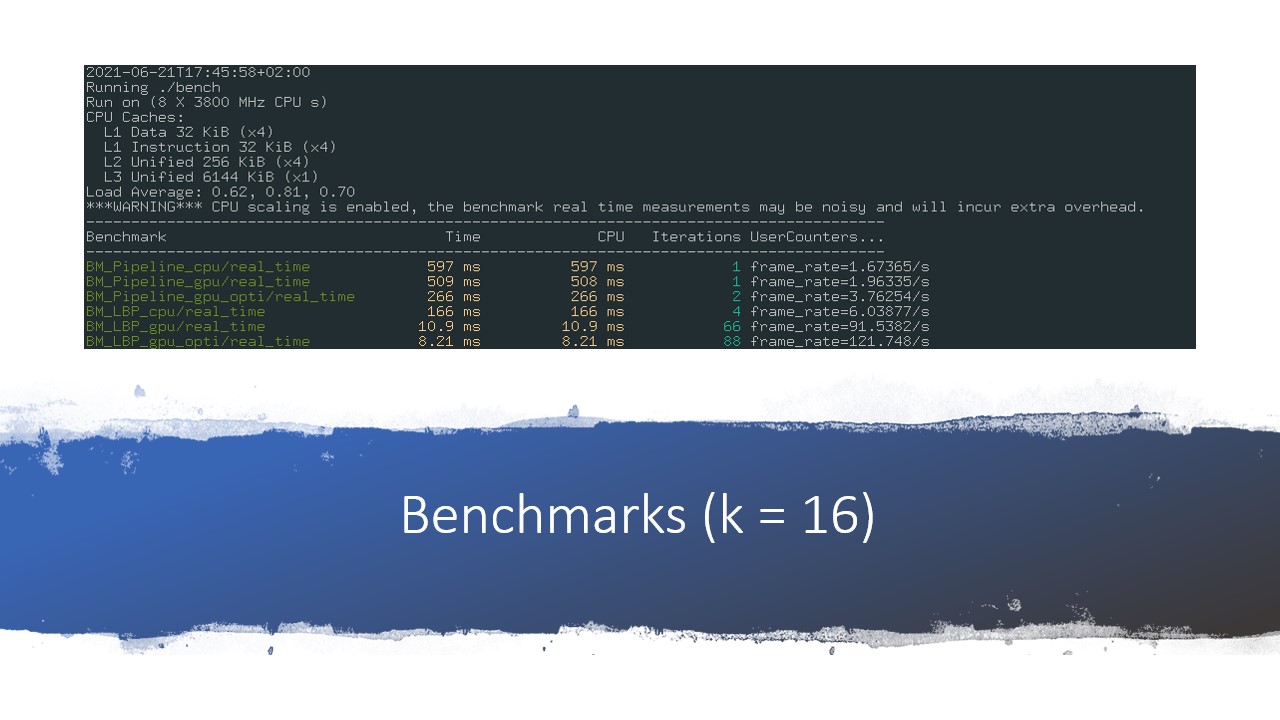 2021-06-21T17:45:58+02:00
Running ./bench
Run on (8 X 3800 MHz CPU s)
CPU Caches:
  L1 Data 32 KiB (x4)
  L1 Instruction 32 KiB (x4)
  L2 Unified 256 KiB (x4)
  L3 Unified 6144 KiB (x1)
Load Average: 0.62, 0.81, 0.70
***WARNING*** CPU scaling is enabled, the benchmark real time measurements may be noisy and will incur extra overhead.
-----------------------------------------------------------------------------------------
Benchmark                               Time             CPU   Iterations UserCounters...
-----------------------------------------------------------------------------------------
BM_Pipeline_cpu/real_time             597 ms          597 ms            1 frame_rate=1.67365/s
BM_Pipeline_gpu/real_time             509 ms          508 ms            1 frame_rate=1.96335/s
BM_Pipeline_gpu_opti/real_time        266 ms          266 ms            2 frame_rate=3.76254/s
BM_LBP_cpu/real_time                  166 ms          166 ms            4 frame_rate=6.03877/s
BM_LBP_gpu/real_time                 10.9 ms         10.9 ms           66 frame_rate=91.5382/s
BM_LBP_gpu_opti/real_time            8.21 ms         8.21 ms           88 frame_rate=121.748/s
Benchmarks (k = 16)